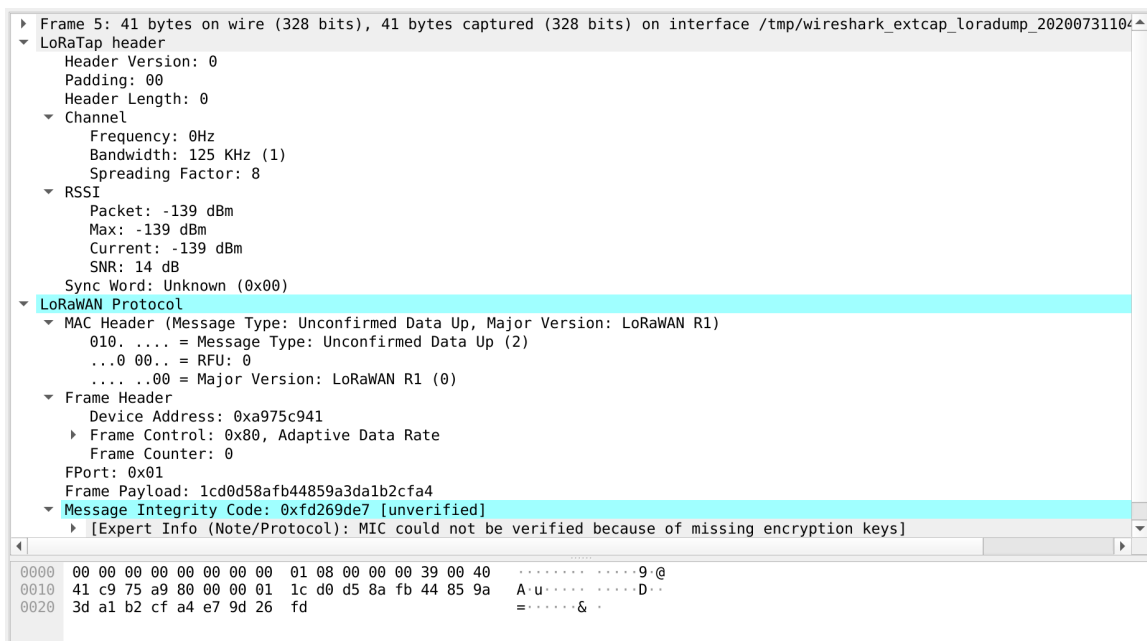 Frame 5: 41 bytes on wire (328 bits), 41 bytes captured (328 bits) on interface /tmp/wireshark_extcap_loradump_20200731104
LoRaTap header
Header Version: 0
Padding: 00
Header Length: 0
Channel
Frequency: 0Hz
Bandwidth: 125 KHz (1)
Spreading Factor: 8
RSSI
Packet: -139 dBm
Max: -139 dBm
Current: -139 dBm
SNR: 14 dB
Sync Word: Unknown (0x00)
LoRaWAN Protocol
MAC Header (Message Type: Unconfirmed Data Up, Major Version: LoRaWAN R1)
010. .... = Message Type: Unconfirmed Data Up (2)
...0 00.. = RFU: 0
.... ..00 = Major Version: LoRaWAN R1 (0)
Frame Header
Device Address: 0xa975c941
Frame Control: 0x80, Adaptive Data Rate
Frame Counter: 0
FPort: 0x01
Frame Payload: 1cd0d58afb44859a3da1b2cfa4
Message Integrity Code: 0xfd269de7 [unverified]
[Expert Info (Note/Protocol): MIC could not be verified because of missing encryption keys]
0000 00 00 00 00 00 00 00 00 01 08 00 00 00 39 00 40 ········ ·····9·@
0010 41 c9 75 a9 80 00 00 01 1c d0 d5 8a fb 44 85 9a A·u····· ·····D··
0020 3d a1 b2 cf a4 e7 9d 26 fd =······& ·